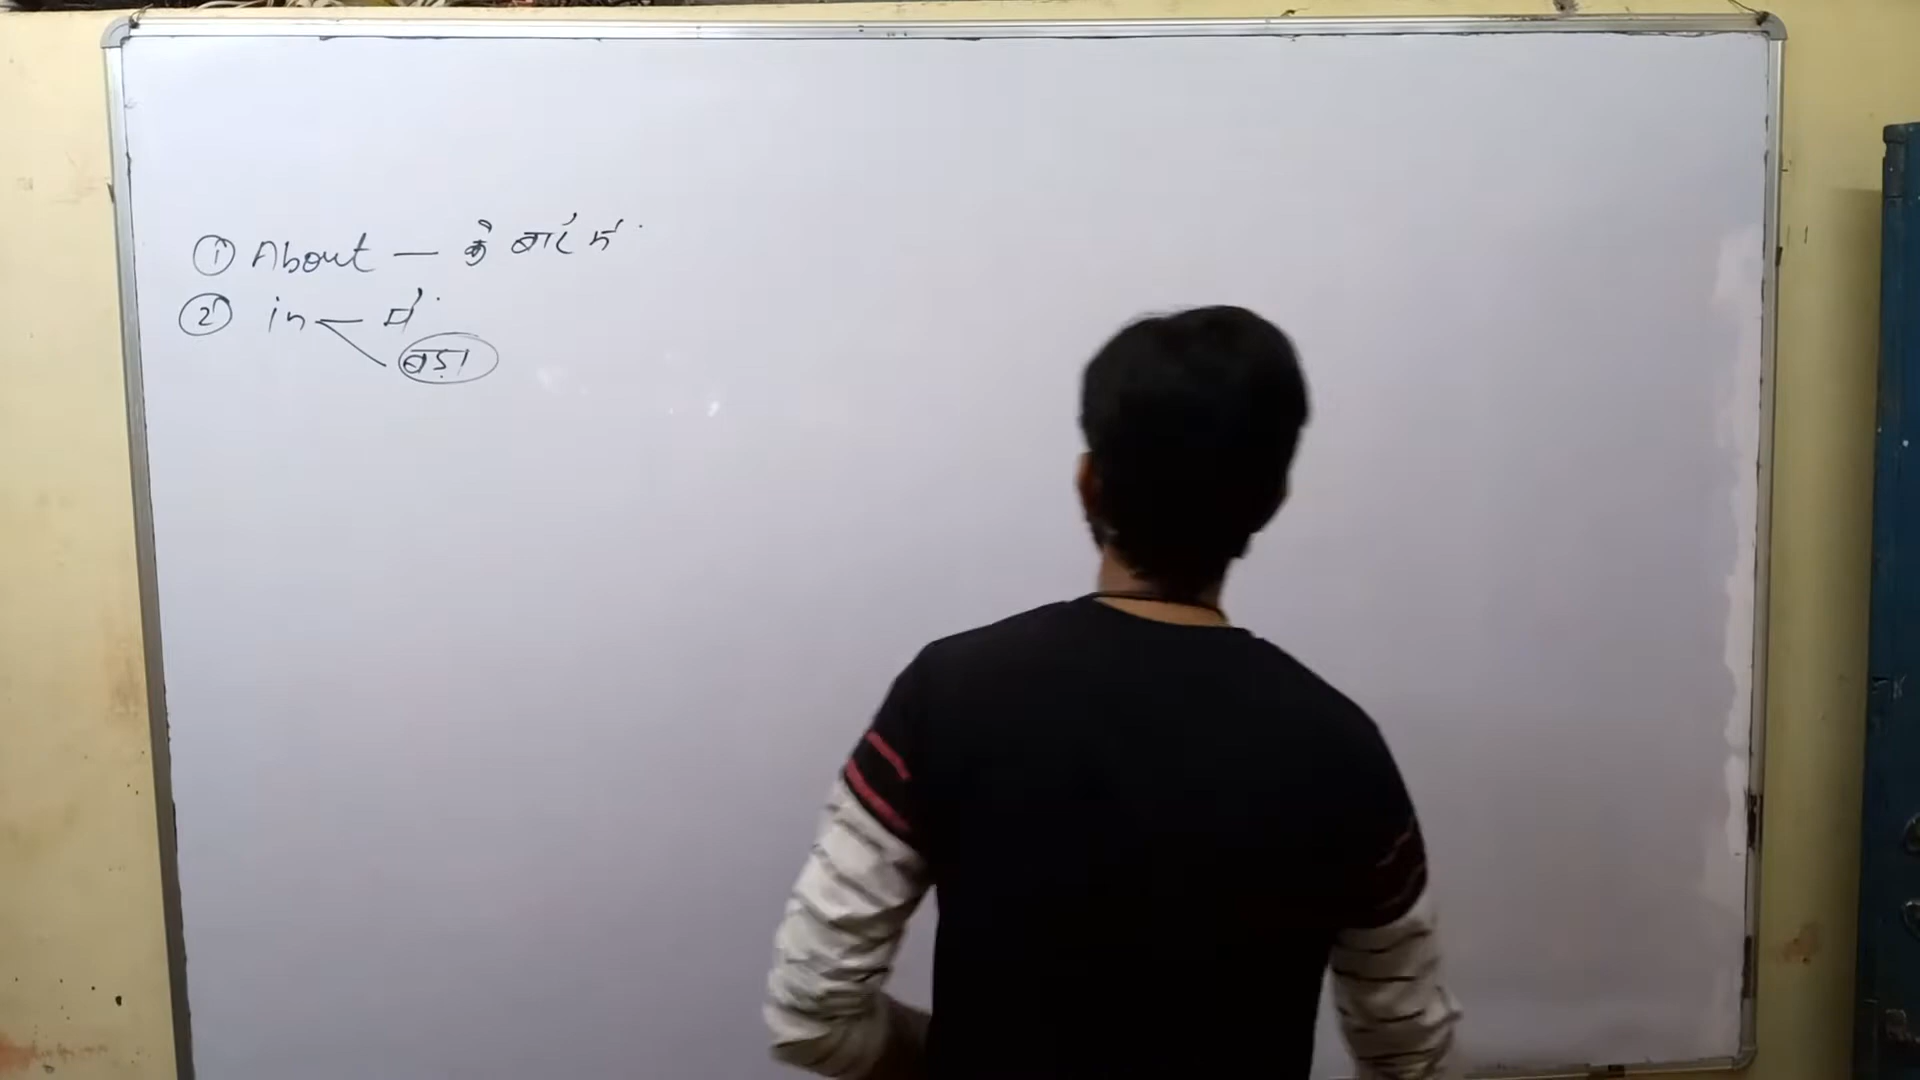 ① About — के बारे में
② in — में
बड़ा